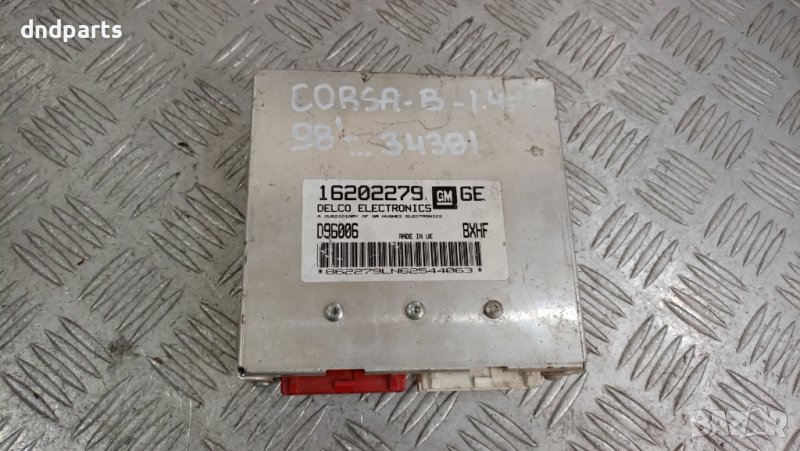 dndparts
CORSA-B-1.4
98'-... 34381
16202279 GM GE
DELCO ELECTRONICS
A SUBSIDIARY OF GM HUGHES ELECTRONICS
D96006 MADE IN UK BXHF
*862279LN62544063*
BAZAR